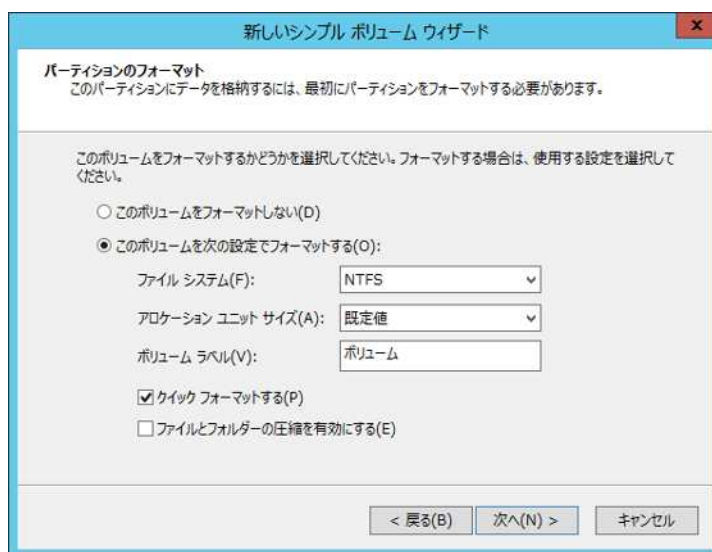 新しいシンプル ボリューム ウィザード
x
パーティションのフォーマット
このパーティションにデータを格納するには、最初にパーティションをフォーマットする必要があります。
このボリュームをフォーマットするかどうかを選択してください。フォーマットする場合は、使用する設定を選択して
ください。
このボリュームをフォーマットしない(D)
このボリュームを次の設定でフォーマットする(O):
ファイル システム(F): NTFS
アロケーション ユニット サイズ(A): 既定値
ボリューム ラベル(V): ボリューム
クイック フォーマットする(P)
ファイルとフォルダーの圧縮を有効にする(E)
< 戻る(B) 次へ(N) > キャンセル